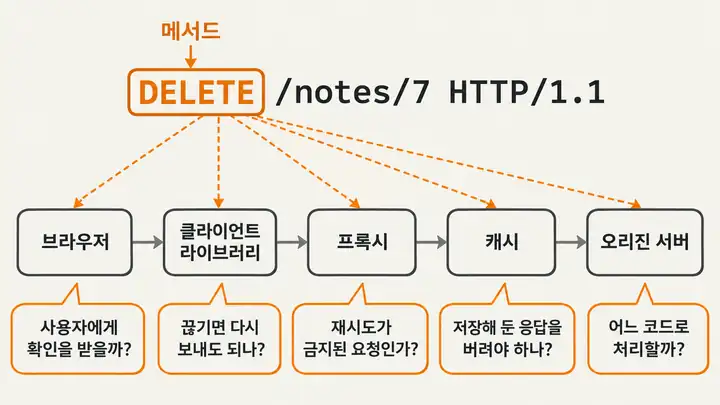 메서드
DELETE /notes/7 HTTP/1.1
브라우저
클라이언트
라이브러리
프록시
캐시
오리진 서버
사용자에게
확인을 받을까?
끊기면 다시
보내도 되나?
재시도가
금지된 요청인가?
저장해 둔 응답을
버려야 하나?
어느 코드로
처리할까?